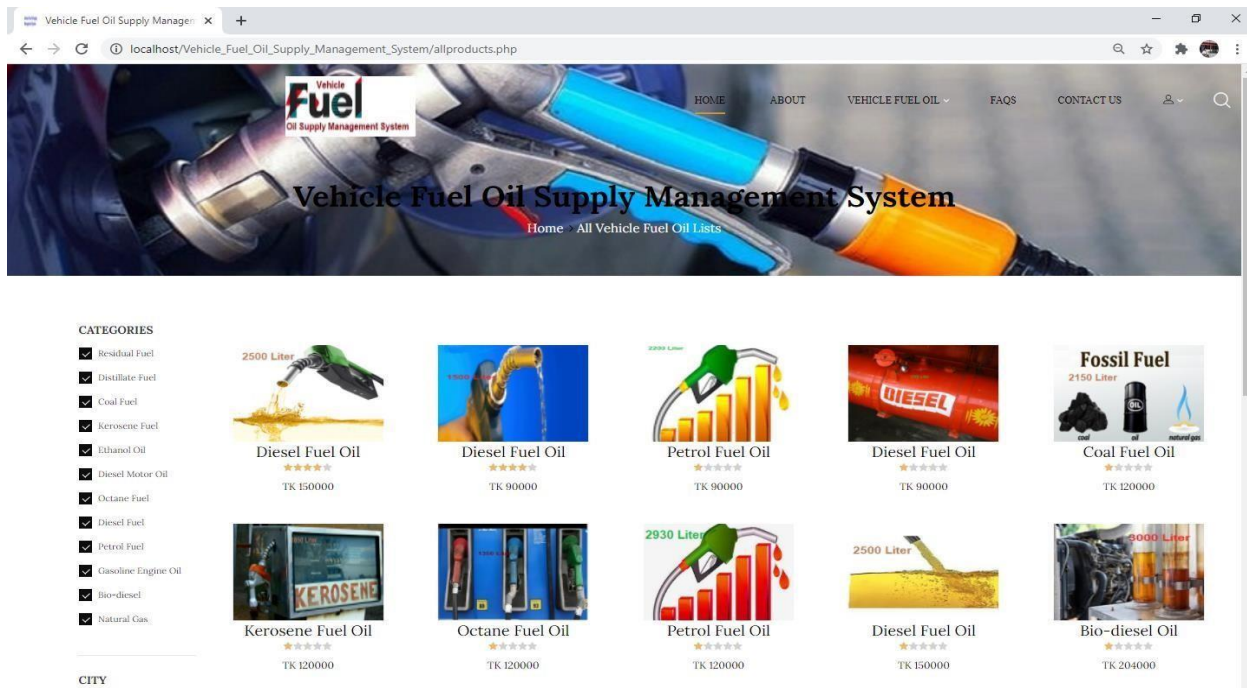 Vehicle Fuel Oil Supply Managen
localhost/Vehicle_Fuel_Oil_Supply_Management_System/allproducts.php
Vehicle
Fuel
Oil Supply Management System
HOME ABOUT VEHICLE FUEL OIL FAQS CONTACT US
Vehicle Fuel Oil Supply Management System
Home All Vehicle Fuel Oil Lists
CATEGORIES
Residual Fuel
Distillate Fuel
Coal Fuel
Kerosene Fuel
Ethanol Oil
Diesel Motor Oil
Octane Fuel
Diesel Fuel
Petrol Fuel
Gasoline Engine Oil
Bio-diesel
Natural Gas
CITY
2500 Liter
Diesel Fuel Oil
TK 150000
Diesel Fuel Oil
TK 90000
Petrol Fuel Oil
TK 90000
DIESEL
Diesel Fuel Oil
TK 90000
Fossil Fuel
2150 Liter
OIL
coal oil natural gas
Coal Fuel Oil
TK 120000
KEROSENE
Kerosene Fuel Oil
TK 120000
Octane Fuel Oil
TK 120000
2930 Liter
Petrol Fuel Oil
TK 120000
2500 Liter
Diesel Fuel Oil
TK 150000
3000 Liter
Bio-diesel Oil
TK 204000